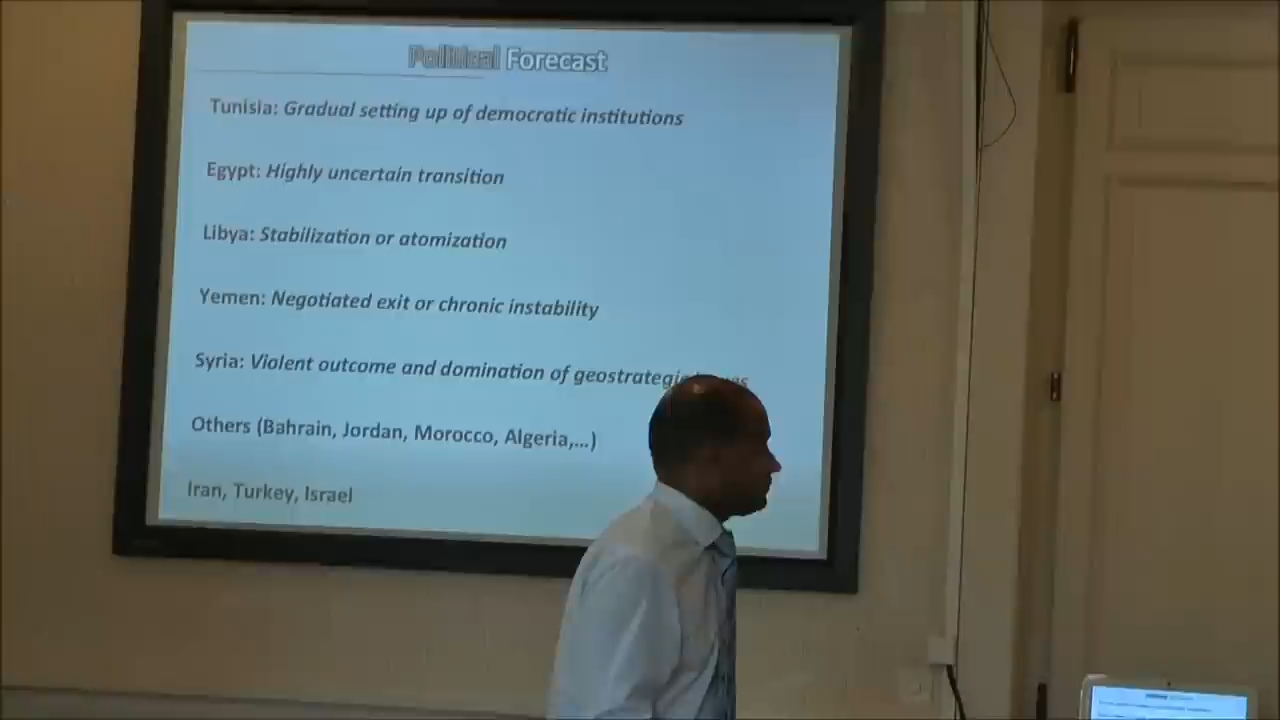 Political Forecast
Tunisia: Gradual setting up of democratic institutions
Egypt: Highly uncertain transition
Libya: Stabilization or atomization
Yemen: Negotiated exit or chronic instability
Syria: Violent outcome and domination of geostrategic
Others (Bahrain, Jordan, Morocco, Algeria,...)
Iran, Turkey, Israel